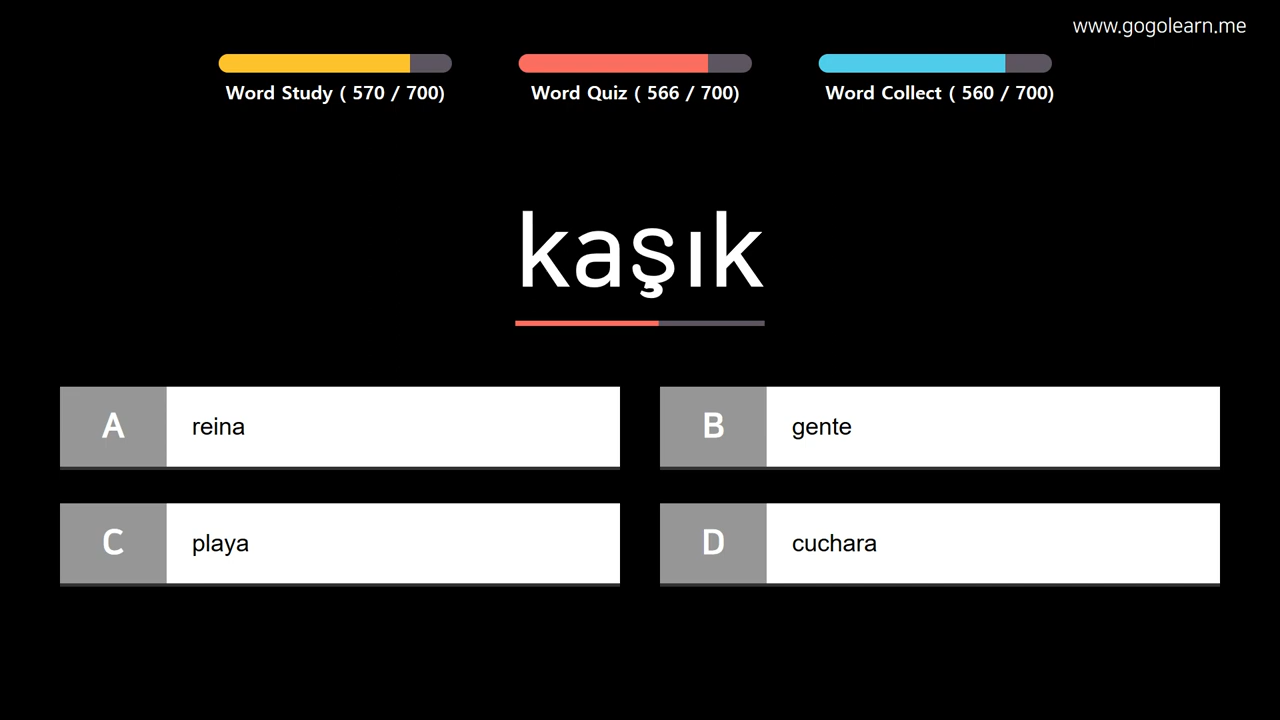 www.gogolearn.me
Word Study ( 570 / 700)
Word Quiz ( 566 / 700)
Word Collect ( 560 / 700)
kaşık
A reina
B gente
C playa
D cuchara